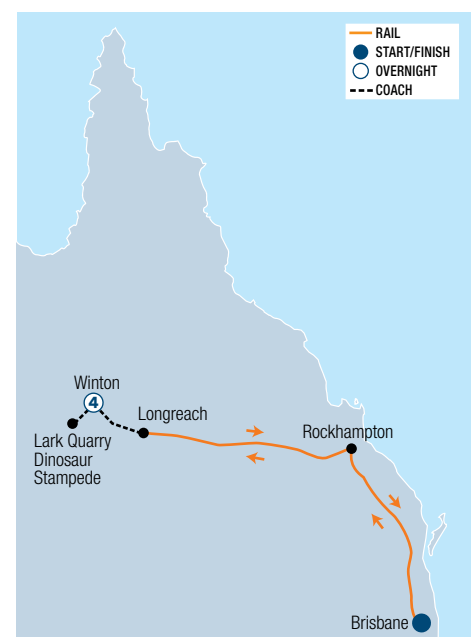 RAIL
START/FINISH
OVERNIGHT
COACH
Winton
4
Longreach
Lark Quarry
Dinosaur
Stampede
Rockhampton
Brisbane